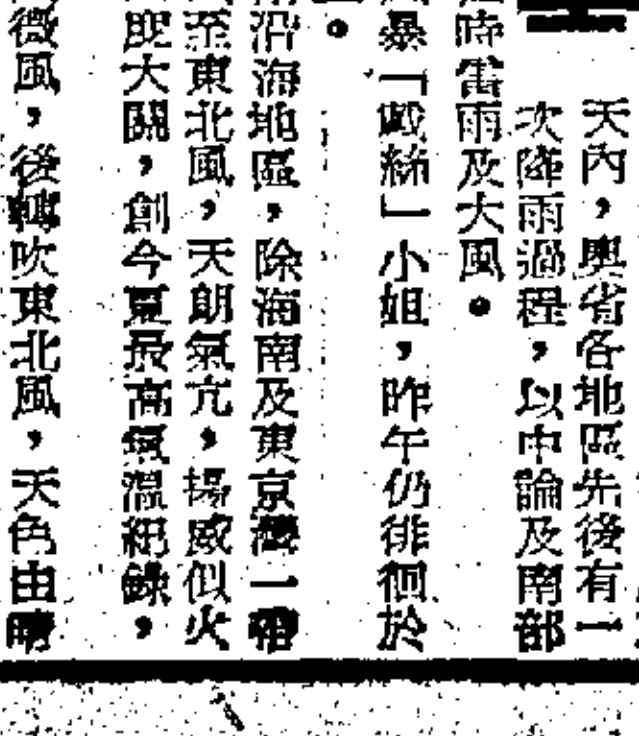 天內，奧省各地區先後有一
次降雨過程，以中論及南部
時雷雨及大風。
暴「戴絲」小姐，昨午仍徘徊於
。
沿海地區，除海南及東京灣一帶
至東北風，天朗氣亢，揚威似火
度大關，創今夏最高氣溫紀錄，
微風，後轉吹東北風，天色由晴